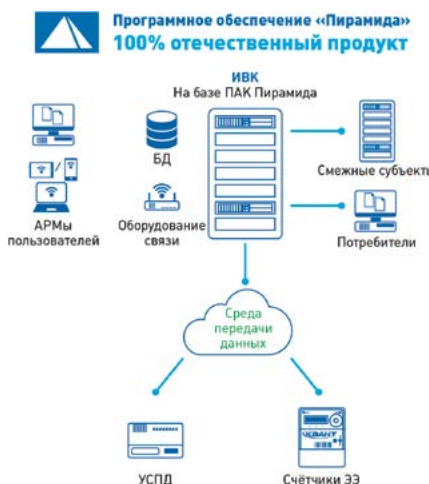 Программное обеспечение «Пирамида»
100% отечественный продукт
ИВК
На базе ПАК Пирамида
БД
Смежные субъекты
АРМы
пользователей
Оборудование
связи
Потребители
Среда
передачи
данных
КВАНТ
УСПД
Счётчики ЭЭ